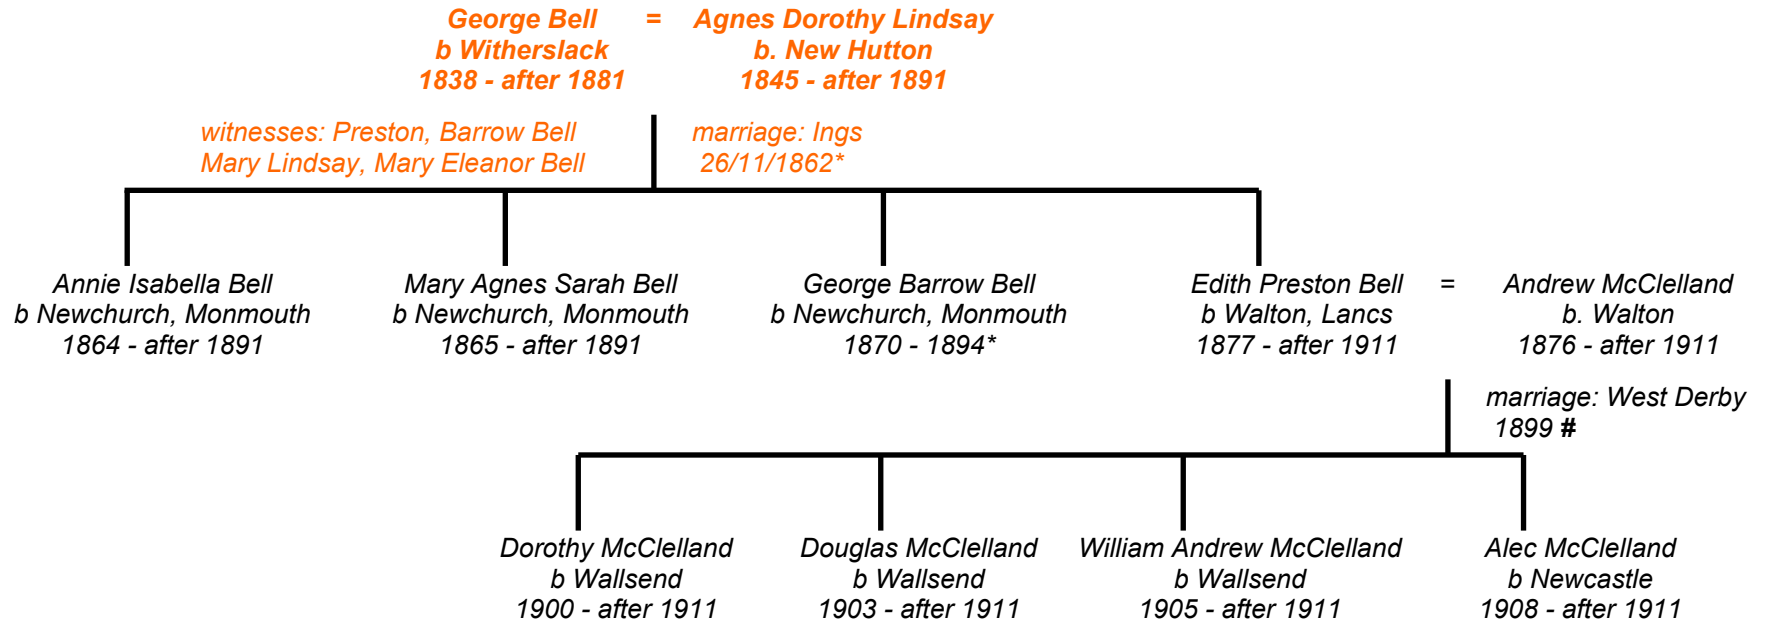 George Bell = Agnes Dorothy Lindsay
b Witherslack b. New Hutton
1838 - after 1881 1845 - after 1891
witnesses: Preston, Barrow Bell marriage: Ings
Mary Lindsay, Mary Eleanor Bell 26/11/1862*
Annie Isabella Bell Mary Agnes Sarah Bell George Barrow Bell Edith Preston Bell = Andrew McClelland
b Newchurch, Monmouth b Newchurch, Monmouth b Newchurch, Monmouth b Walton, Lancs b. Walton
1864 - after 1891 1865 - after 1891 1870 - 1894* 1877 - after 1911 1876 - after 1911
marriage: West Derby
1899 #
Dorothy McClelland Douglas McClelland William Andrew McClelland Alec McClelland
b Wallsend b Wallsend b Wallsend b Newcastle
1900 - after 1911 1903 - after 1911 1905 - after 1911 1908 - after 1911